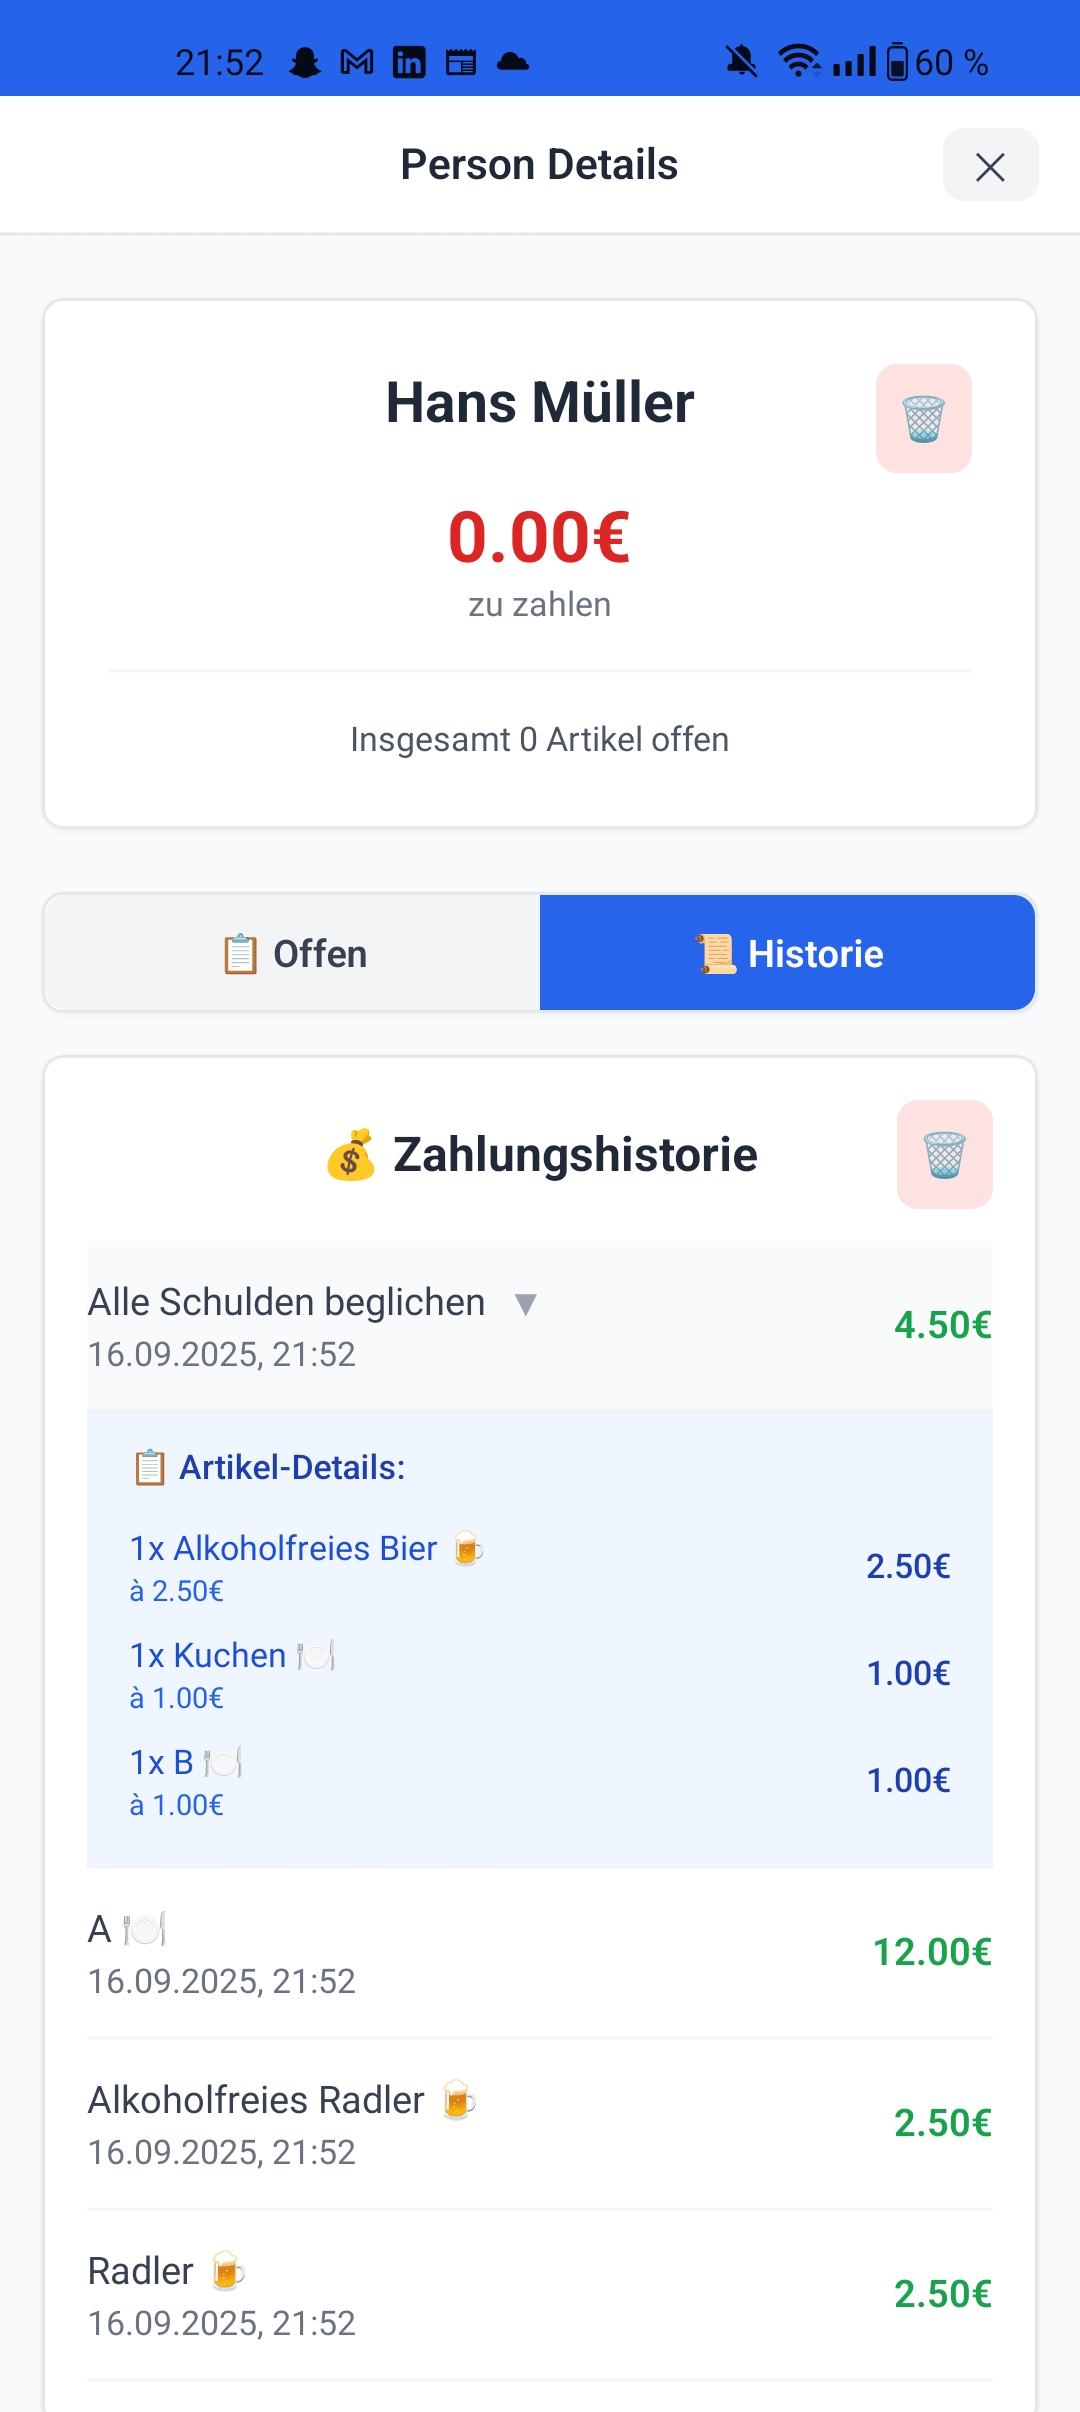 21:52 60 %
Person Details
Hans Müller
0.00€
zu zahlen
Insgesamt 0 Artikel offen
📋 Offen 📜 Historie
💰 Zahlungshistorie
Alle Schulden beglichen ▼
16.09.2025, 21:52
4.50€
📋 Artikel-Details:
1x Alkoholfreies Bier 🍺
à 2.50€
2.50€
1x Kuchen 🍽️
à 1.00€
1.00€
1x B 🍽️
à 1.00€
1.00€
A 🍽️
16.09.2025, 21:52
12.00€
Alkoholfreies Radler 🍺
16.09.2025, 21:52
2.50€
Radler 🍺
16.09.2025, 21:52
2.50€